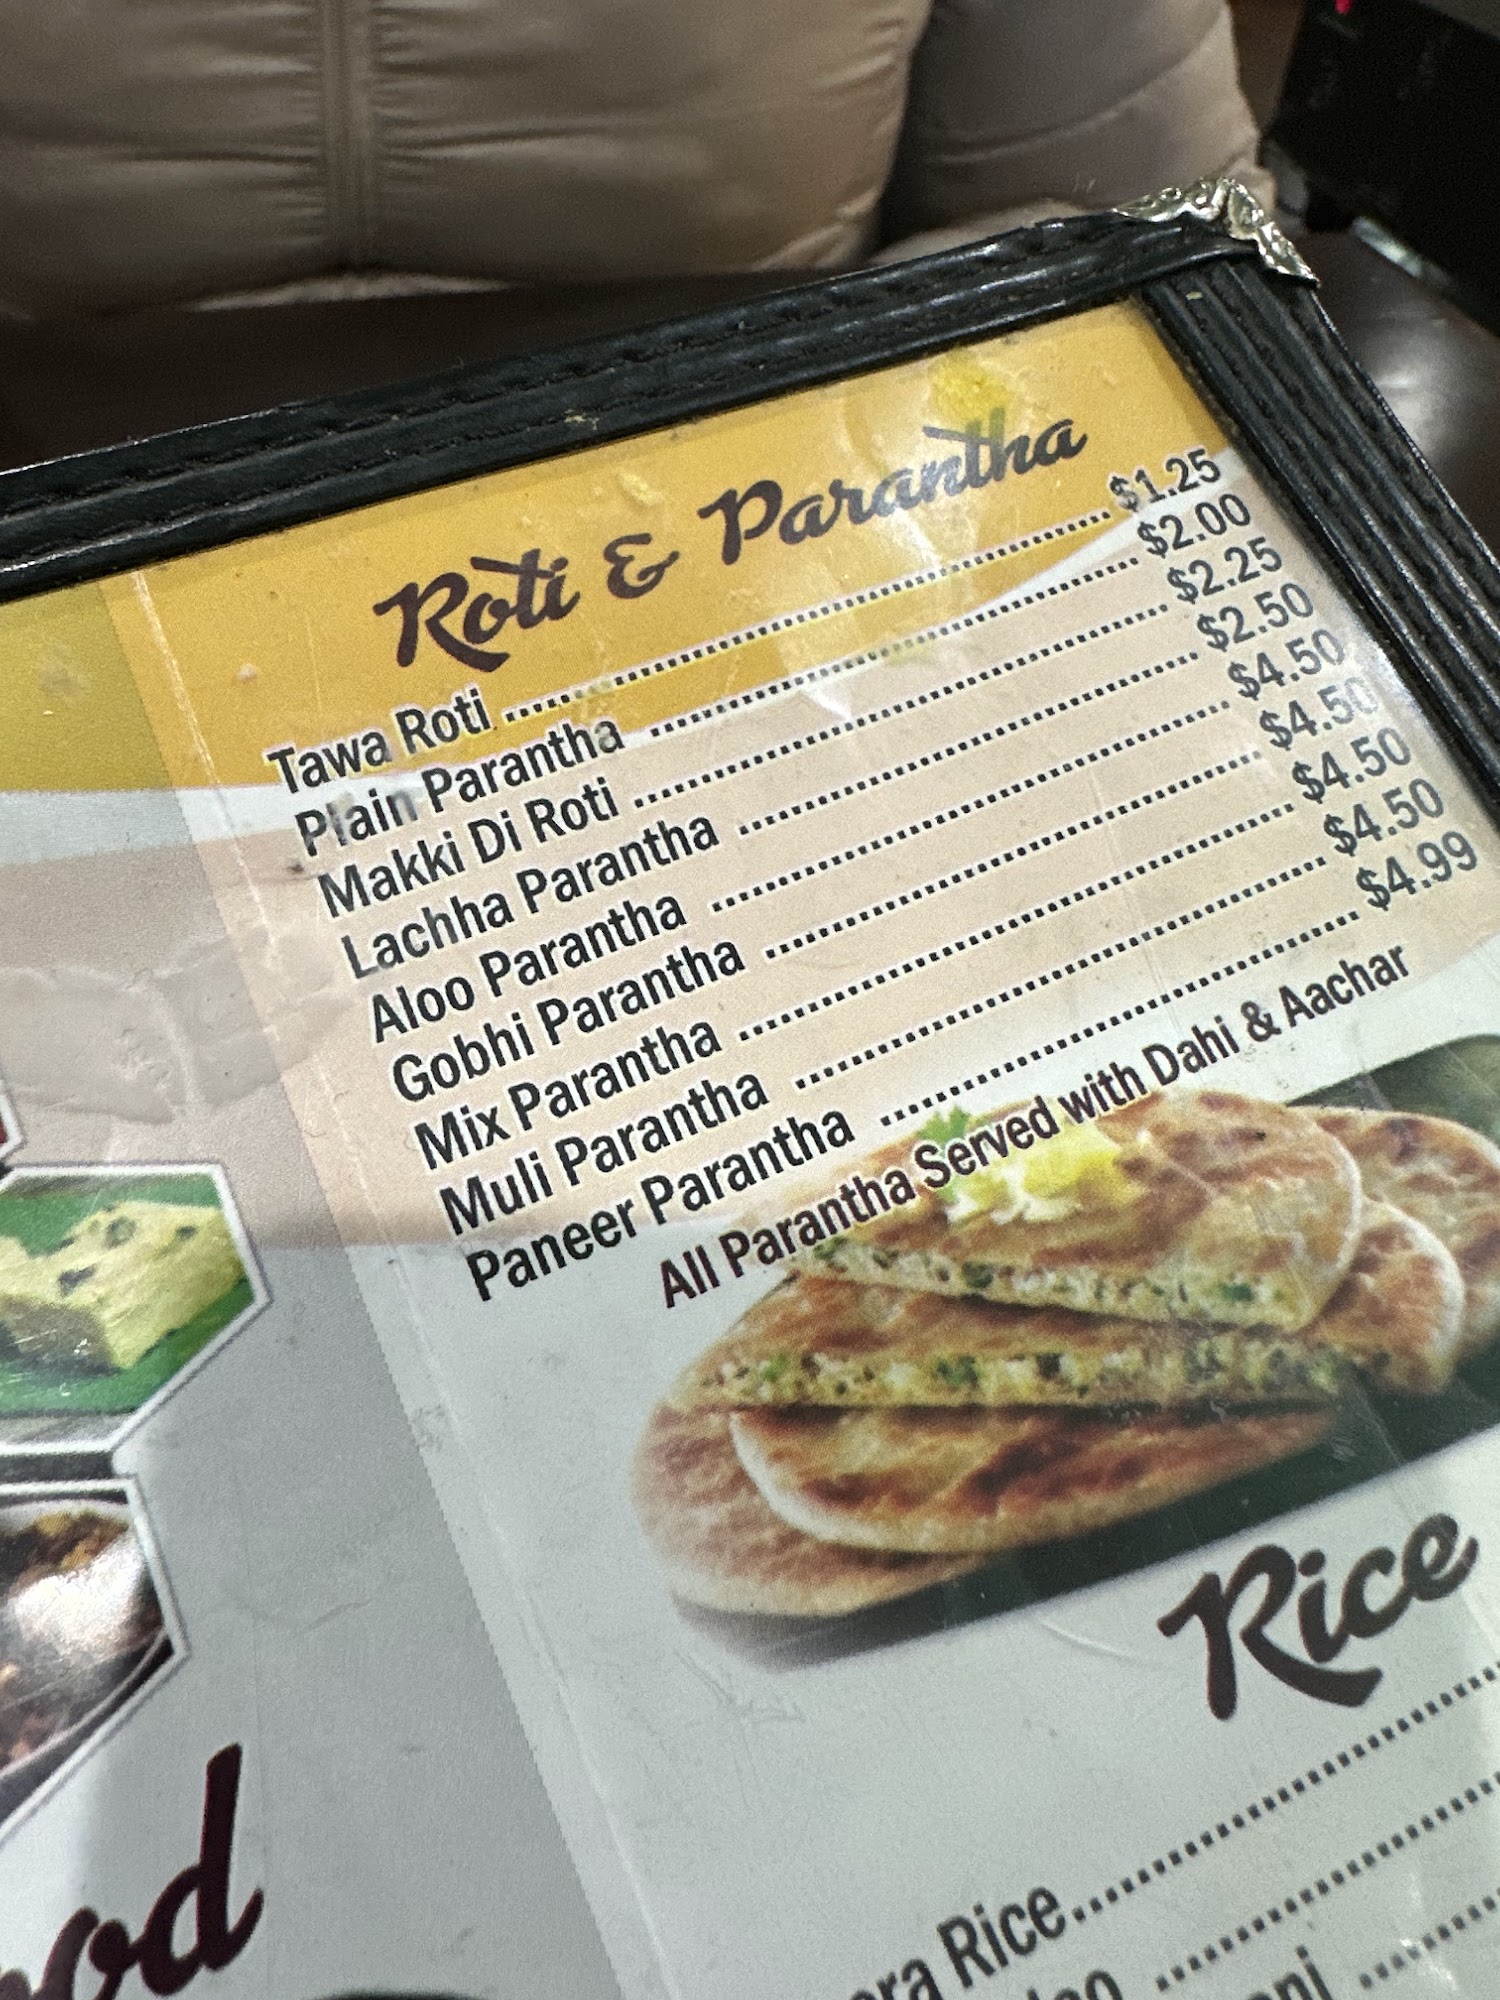 Roti & Parantha
Tawa Roti ........ $1.25
Plain Parantha ........ $2.00
Makki Di Roti ........ $2.25
Lachha Parantha ........ $2.50
Aloo Parantha ........ $4.50
Gobhi Parantha ........ $4.50
Mix Parantha ........ $4.50
Muli Parantha ........ $4.50
Paneer Parantha ........ $4.99
All Parantha Served with Dahi & Aachar
Rice
Rice........